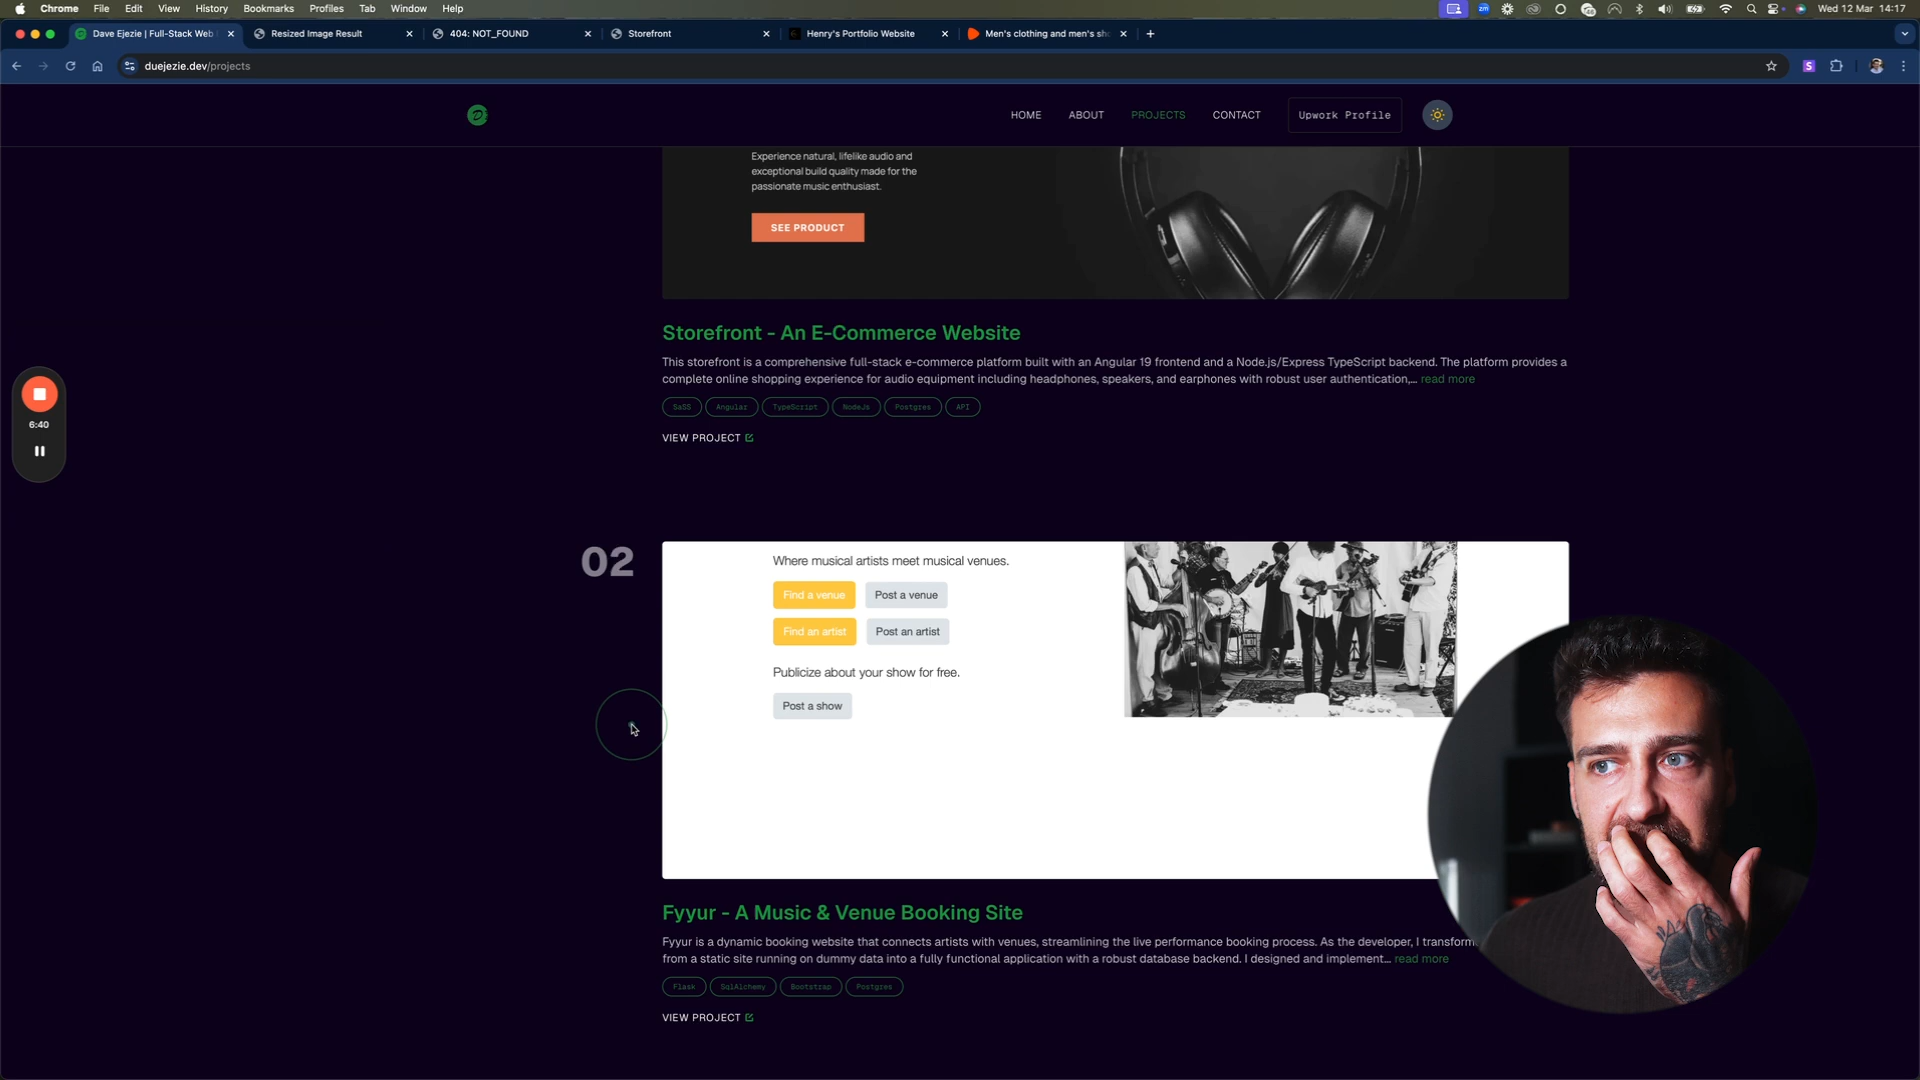 Chrome File Edit View History Bookmarks Profiles Tab Window Help
Wed 12 Mar 14:17
Dave Ejezie | Full-Stack Web
Resized Image Result
404: NOT_FOUND
Storefront
Henry's Portfolio Website
Men's clothing and men's sh
duejezie.dev/projects
HOME ABOUT PROJECTS CONTACT Upwork Profile
Experience natural, lifelike audio and
exceptional build quality made for the
passionate music enthusiast.
SEE PRODUCT
Storefront - An E-Commerce Website
This storefront is a comprehensive full-stack e-commerce platform built with an Angular 19 frontend and a Node.js/Express TypeScript backend. The platform provides a
complete online shopping experience for audio equipment including headphones, speakers, and earphones with robust user authentication,... read more
SaSS Angular TypeScript NodeJs Postgres API
VIEW PROJECT
6:40
02
Where musical artists meet musical venues.
Find a venue Post a venue
Find an artist Post an artist
Publicize about your show for free.
Post a show
Fyyur - A Music & Venue Booking Site
Fyyur is a dynamic booking website that connects artists with venues, streamlining the live performance booking process. As the developer, I transform
from a static site running on dummy data into a fully functional application with a robust database backend. I designed and implement... read more
Flask SqlAlchemy Bootstrap Postgres
VIEW PROJECT